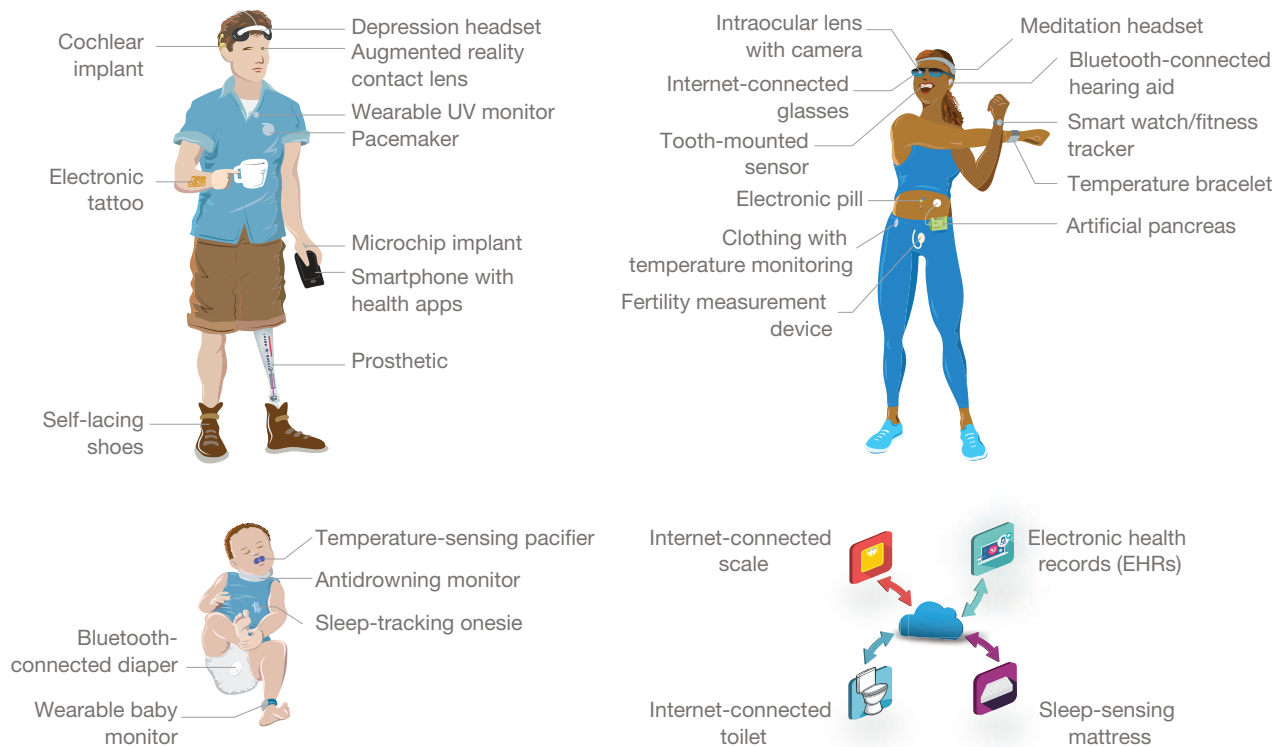 Cochlear
implant
Electronic
tattoo
Self-lacing
shoes
Depression headset
Augmented reality
contact lens
Wearable UV monitor
Pacemaker
Microchip implant
Smartphone with
health apps
Prosthetic
Intraocular lens
with camera
Internet-connected
glasses
Tooth-mounted
sensor
Electronic pill
Clothing with
temperature monitoring
Fertility measurement
device
Meditation headset
Bluetooth-connected
hearing aid
Smart watch/fitness
tracker
Temperature bracelet
Artificial pancreas
Bluetooth-
connected diaper
Wearable baby
monitor
Temperature-sensing pacifier
Antidrowning monitor
Sleep-tracking onesie
Internet-connected
scale
Electronic health
records (EHRs)
Internet-connected
toilet
Sleep-sensing
mattress